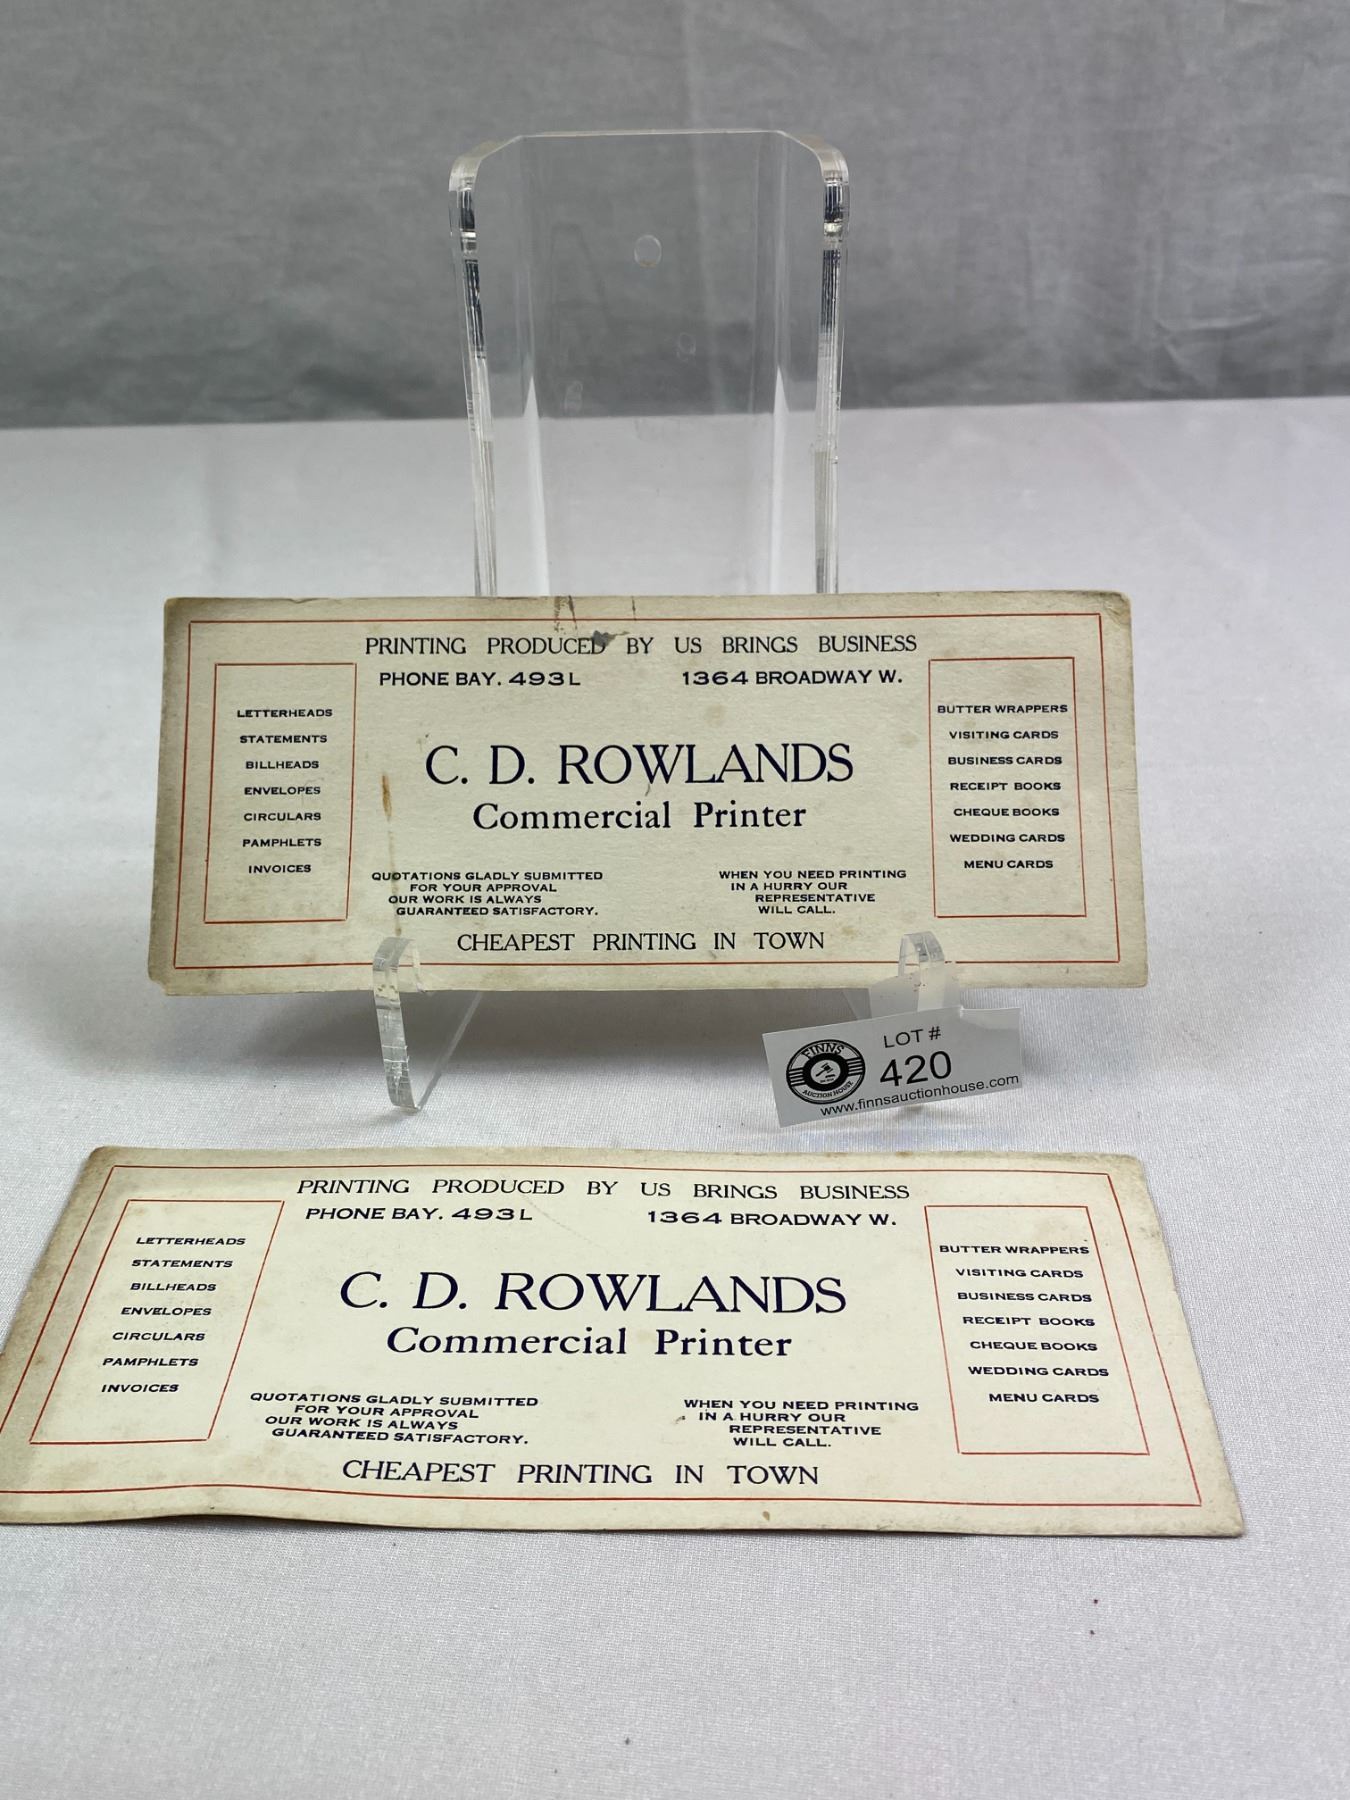 PRINTING PRODUCED BY US BRINGS BUSINESS
PHONE BAY. 493L 1364 BROADWAY W.
LETTERHEADS
STATEMENTS
BILLHEADS
ENVELOPES
CIRCULARS
PAMPHLETS
INVOICES
C. D. ROWLANDS
Commercial Printer
QUOTATIONS GLADLY SUBMITTED
FOR YOUR APPROVAL
OUR WORK IS ALWAYS
GUARANTEED SATISFACTORY.
WHEN YOU NEED PRINTING
IN A HURRY OUR
REPRESENTATIVE
WILL CALL.
BUTTER WRAPPERS
VISITING CARDS
BUSINESS CARDS
RECEIPT BOOKS
CHEQUE BOOKS
WEDDING CARDS
MENU CARDS
CHEAPEST PRINTING IN TOWN
FINNS
AUCTION HOUSE
LOT #
420
www.finnsauctionhouse.com
PRINTING PRODUCED BY US BRINGS BUSINESS
PHONE BAY. 493L 1364 BROADWAY W.
LETTERHEADS
STATEMENTS
BILLHEADS
ENVELOPES
CIRCULARS
PAMPHLETS
INVOICES
C. D. ROWLANDS
Commercial Printer
QUOTATIONS GLADLY SUBMITTED
FOR YOUR APPROVAL
OUR WORK IS ALWAYS
GUARANTEED SATISFACTORY.
WHEN YOU NEED PRINTING
IN A HURRY OUR
REPRESENTATIVE
WILL CALL.
BUTTER WRAPPERS
VISITING CARDS
BUSINESS CARDS
RECEIPT BOOKS
CHEQUE BOOKS
WEDDING CARDS
MENU CARDS
CHEAPEST PRINTING IN TOWN